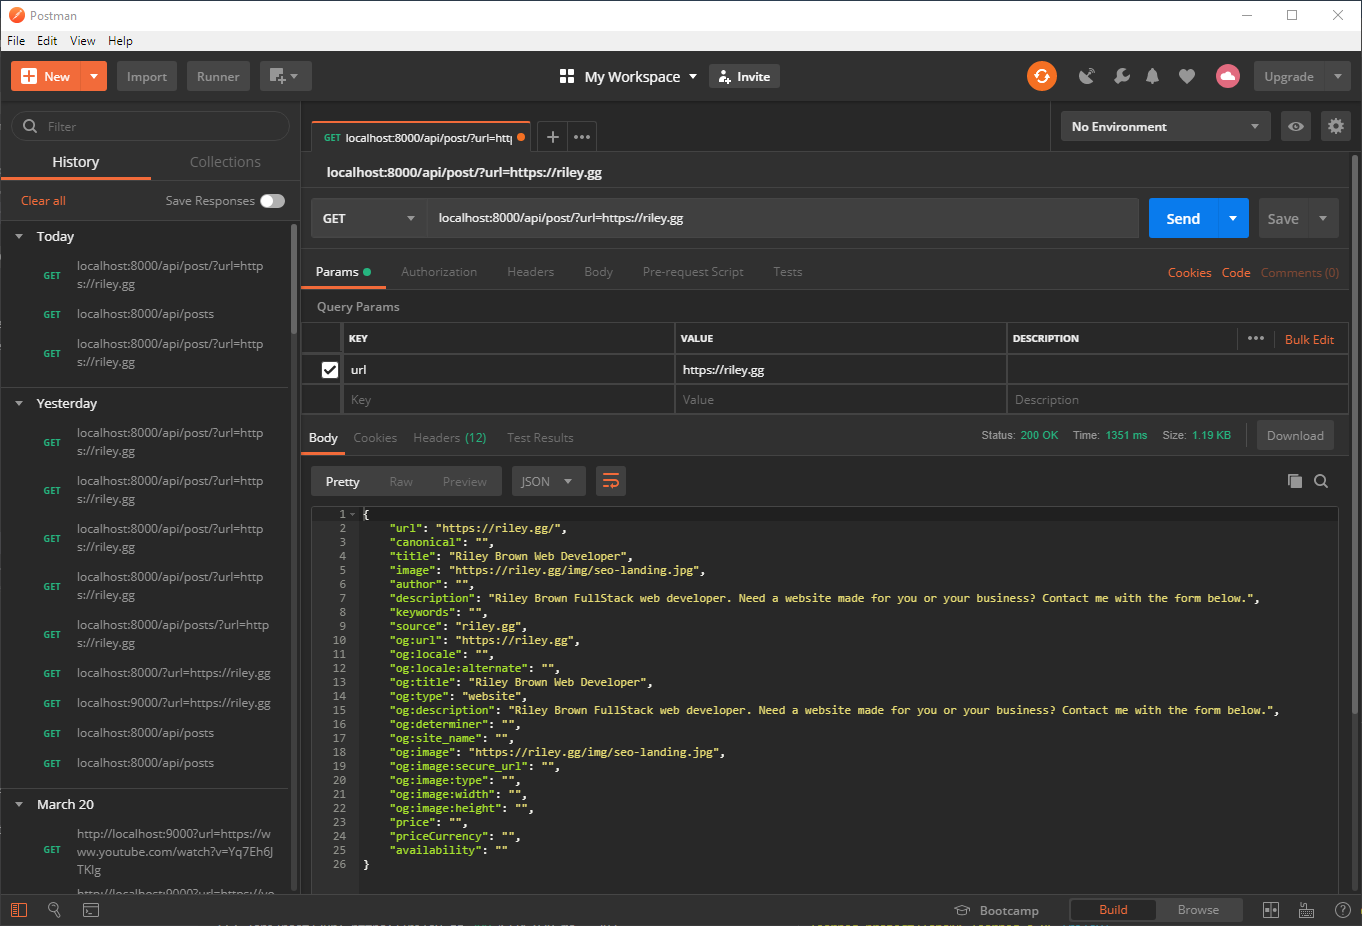 Postman
File Edit View Help
New Import Runner My Workspace Invite Upgrade
Filter
History Collections
Clear all Save Responses
Today
GET localhost:8000/api/post/?url=http
s://riley.gg
GET localhost:8000/api/posts
GET localhost:8000/api/post/?url=http
s://riley.gg
Yesterday
GET localhost:8000/api/post/?url=http
s://riley.gg
GET localhost:8000/api/post/?url=http
s://riley.gg
GET localhost:8000/api/post/?url=http
s://riley.gg
GET localhost:8000/api/post/?url=http
s://riley.gg
GET localhost:8000/api/posts/?url=http
s://riley.gg
GET localhost:8000/?url=https://riley.gg
GET localhost:9000/?url=https://riley.gg
GET localhost:8000/api/posts
GET localhost:8000/api/posts
March 20
GET http://localhost:9000?url=https://w
ww.youtube.com/watch?v=Yq7Eh6J
TKIg
GET localhost:8000/api/post/?url=http
No Environment
localhost:8000/api/post/?url=https://riley.gg
GET localhost:8000/api/post/?url=https://riley.gg Send Save
Params Authorization Headers Body Pre-request Script Tests Cookies Code Comments (0)
Query Params
KEY VALUE DESCRIPTION Bulk Edit
url https://riley.gg
Key Value Description
Body Cookies Headers (12) Test Results Status: 200 OK Time: 1351 ms Size: 1.19 KB Download
Pretty Raw Preview JSON
1 {
2 "url": "https://riley.gg/",
3 "canonical": "",
4 "title": "Riley Brown Web Developer",
5 "image": "https://riley.gg/img/seo-landing.jpg",
6 "author": "",
7 "description": "Riley Brown FullStack web developer. Need a website made for you or your business? Contact me with the form below.",
8 "keywords": "",
9 "source": "riley.gg",
10 "og:url": "https://riley.gg",
11 "og:locale": "",
12 "og:locale:alternate": "",
13 "og:title": "Riley Brown Web Developer",
14 "og:type": "website",
15 "og:description": "Riley Brown FullStack web developer. Need a website made for you or your business? Contact me with the form below.",
16 "og:determiner": "",
17 "og:site_name": "",
18 "og:image": "https://riley.gg/img/seo-landing.jpg",
19 "og:image:secure_url": "",
20 "og:image:type": "",
21 "og:image:width": "",
22 "og:image:height": "",
23 "price": "",
24 "priceCurrency": "",
25 "availability": ""
26 }
Bootcamp Build Browse